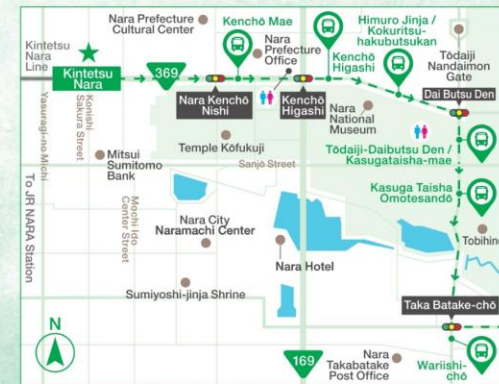 Nara Prefecture
Cultural Center
Kenchō Mae
Himuro Jinja /
Kokuritsu-
hakubutsukan
Kintetsu
Nara
Line
Nara
Prefecture
Office
Kenchō
Higashi
Tōdaiji
Nandaimon
Gate
Kintetsu
Nara
369
Dai Butsu Den
Nara Kenchō
Nishi
Kenchō
Higashi
Yasuragi-no Michi
Konishi
Sakura Street
Nara
National
Museum
Temple Kōfukuji
Tōdaiji-Daibutsu Den /
Kasugataisha-mae
Mitsui
Sumitomo
Bank
Sanjō Street
Kasuga Taisha
Omotesandō
To JR NARA Station
Mochi Ido
Center Street
Nara City
Naramachi Center
Tobihino
Nara Hotel
Sumiyoshi-jinja Shrine
Taka Batake-chō
N
169
Nara
Takabatake
Post Office
Wariishi-
chō